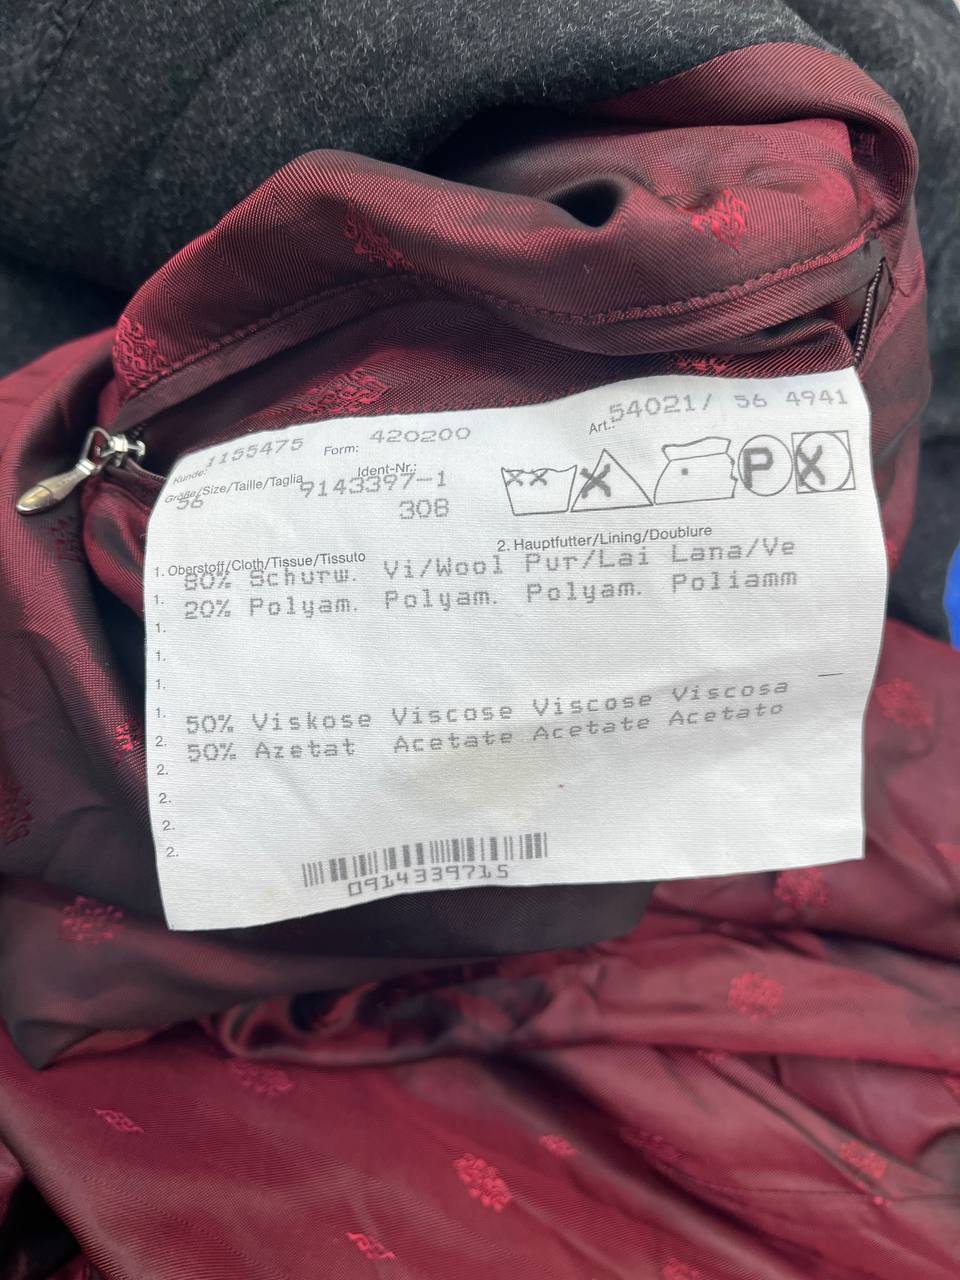 Kunde: 1155475 Form: 420200 Art.: 54021/ 56 4941
Größe/Size/Taille/Taglia 56 Ident-Nr.: 9143397-1
308
XX X P X
1. Oberstoff/Cloth/Tissue/Tissuto 2. Hauptfutter/Lining/Doublure
1. 80% Schurw. Vi/Wool Pur/Lai Lana/Ve
1. 20% Polyam. Polyam. Polyam. Poliamm
1.
1.
1.
1. 50% Viskose Viscose Viscose Viscosa
2. 50% Azetat Acetate Acetate Acetato
2.
2.
2.
2.
0914339715